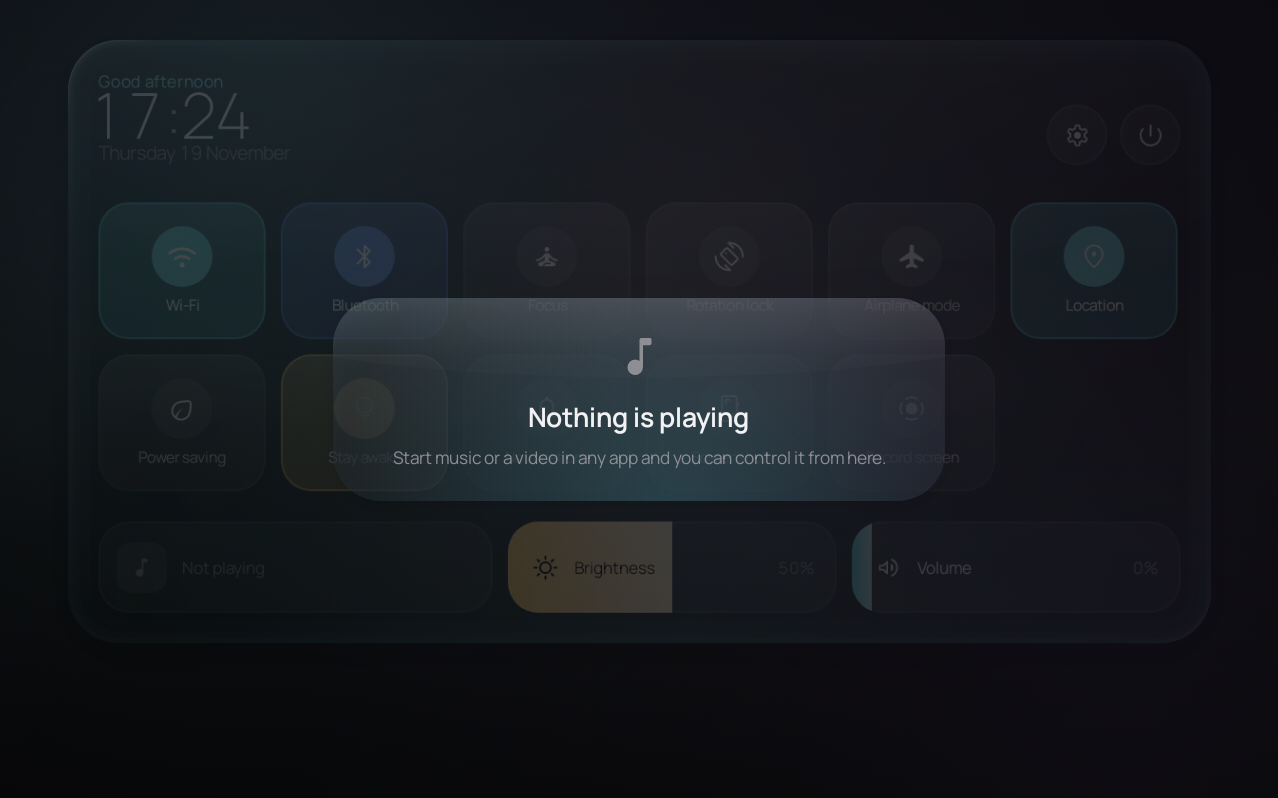 Good afternoon
17:24
Thursday 19 November
Wi-Fi
Bluetooth
Focus
Rotation lock
Airplane mode
Location
Nothing is playing
Power saving
Start music or a video in any app and you can control it from here.
Not playing
Brightness
50%
Volume
0%